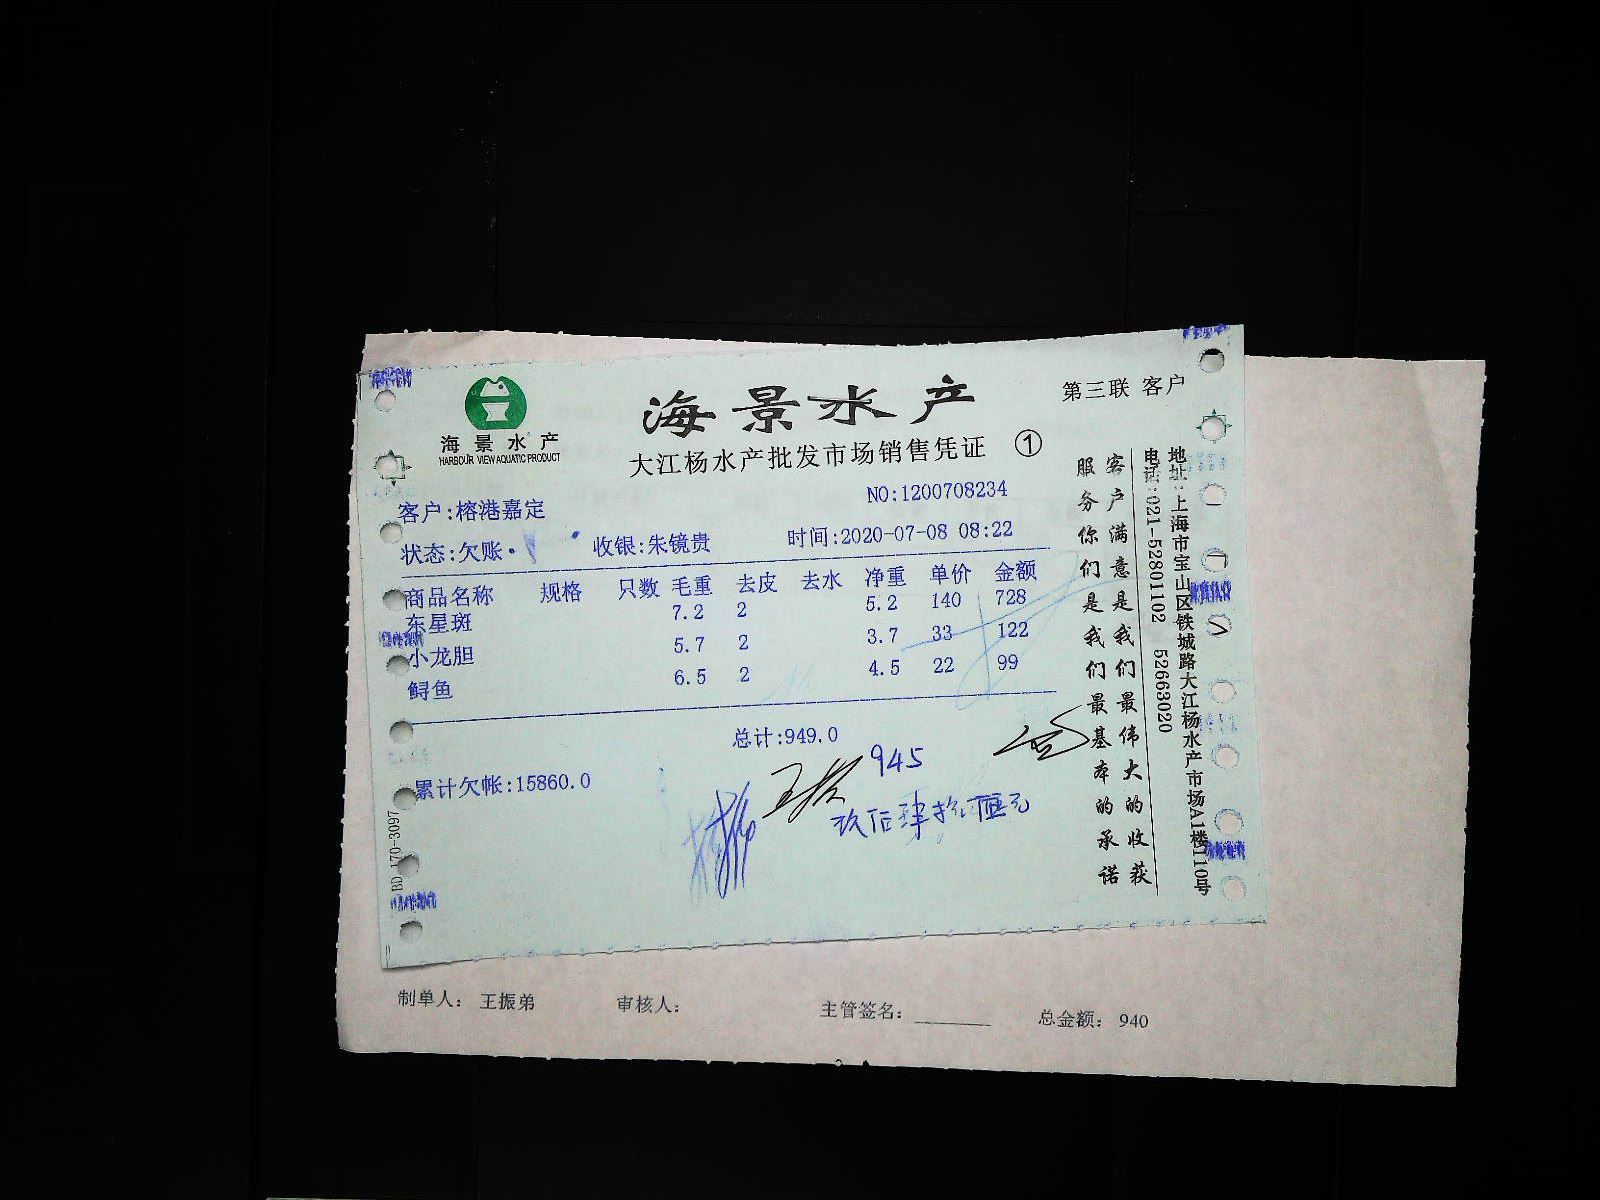 海景水产
HARBOUR VIEW AQUATIC PRODUCT
海景水产
第三联 客户
大江杨水产批发市场销售凭证 ①
NO:1200708234
客户:榕港嘉定
状态:欠账 收银:朱镜贵 时间:2020-07-08 08:22
商品名称 规格 只数 毛重 去皮 去水 净重 单价 金额
东星斑 7.2 2 5.2 140 728
小龙胆 5.7 2 3.7 33 122
鲟鱼 6.5 2 4.5 22 99
总计:949.0
累计欠帐:15860.0
945
玖佰肆拾伍元
客户满意是我们最伟大的收获
服务你们是我们最基本的承诺
地址:上海市宝山区铁城路大江杨水产市场A1楼110号
电话:021-52801102 52663020
BD 170-3097
制单人: 王振弟 审核人: 主管签名: 总金额: 940